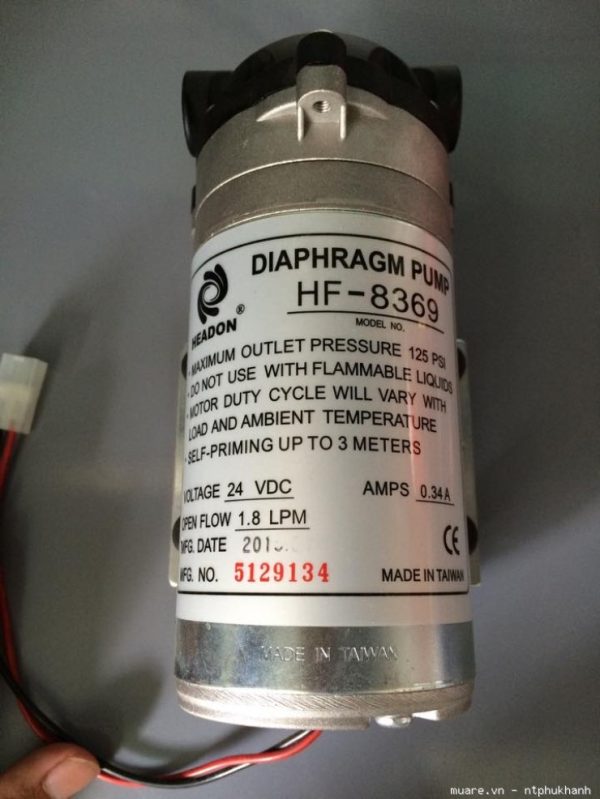 DIAPHRAGM PUMP
HF-8369
HEADON ®
MODEL NO.
- MAXIMUM OUTLET PRESSURE 125 PSI
- DO NOT USE WITH FLAMMABLE LIQUIDS
- MOTOR DUTY CYCLE WILL VARY WITH
LOAD AND AMBIENT TEMPERATURE
- SELF-PRIMING UP TO 3 METERS
VOLTAGE 24 VDC AMPS 0.34A
OPEN FLOW 1.8 LPM
MFG. DATE CE
MFG. NO. 5129134 MADE IN TAIWAN
MADE IN TAIWAN
muare.vn - ntphukhanh